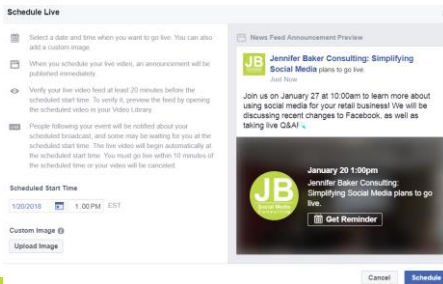 Schedule Live
Select a date and time when you want to go live. You can also
add a custom image.
When you schedule your live video, an announcement will be
published immediately.
Verify your live video feed at least 20 minutes before the
scheduled start time. To verify it, preview the feed by opening
the scheduled video in your Video Library.
LIVE
People following your event will be notified about your
scheduled broadcast, and some may be waiting for you at the
scheduled start time. The live video will begin automatically at
the scheduled start time. You must go live within 10 minutes of
the scheduled time or your video will be canceled.
Scheduled Start Time
1/20/2018 1:00PM EST
Custom Image
Upload Image
News Feed Announcement Preview
JB
Jennifer Baker Consulting: Simplifying
Social Media plans to go live.
Just Now
Join us on January 27 at 10:00am to learn more about
using social media for your retail business! We will be
discussing recent changes to Facebook, as well as
taking live Q&A!
JB
Social Media
January 20 1:00pm
Jennifer Baker Consulting:
Simplifying Social Media plans to go
live.
Get Reminder
Cancel Schedule